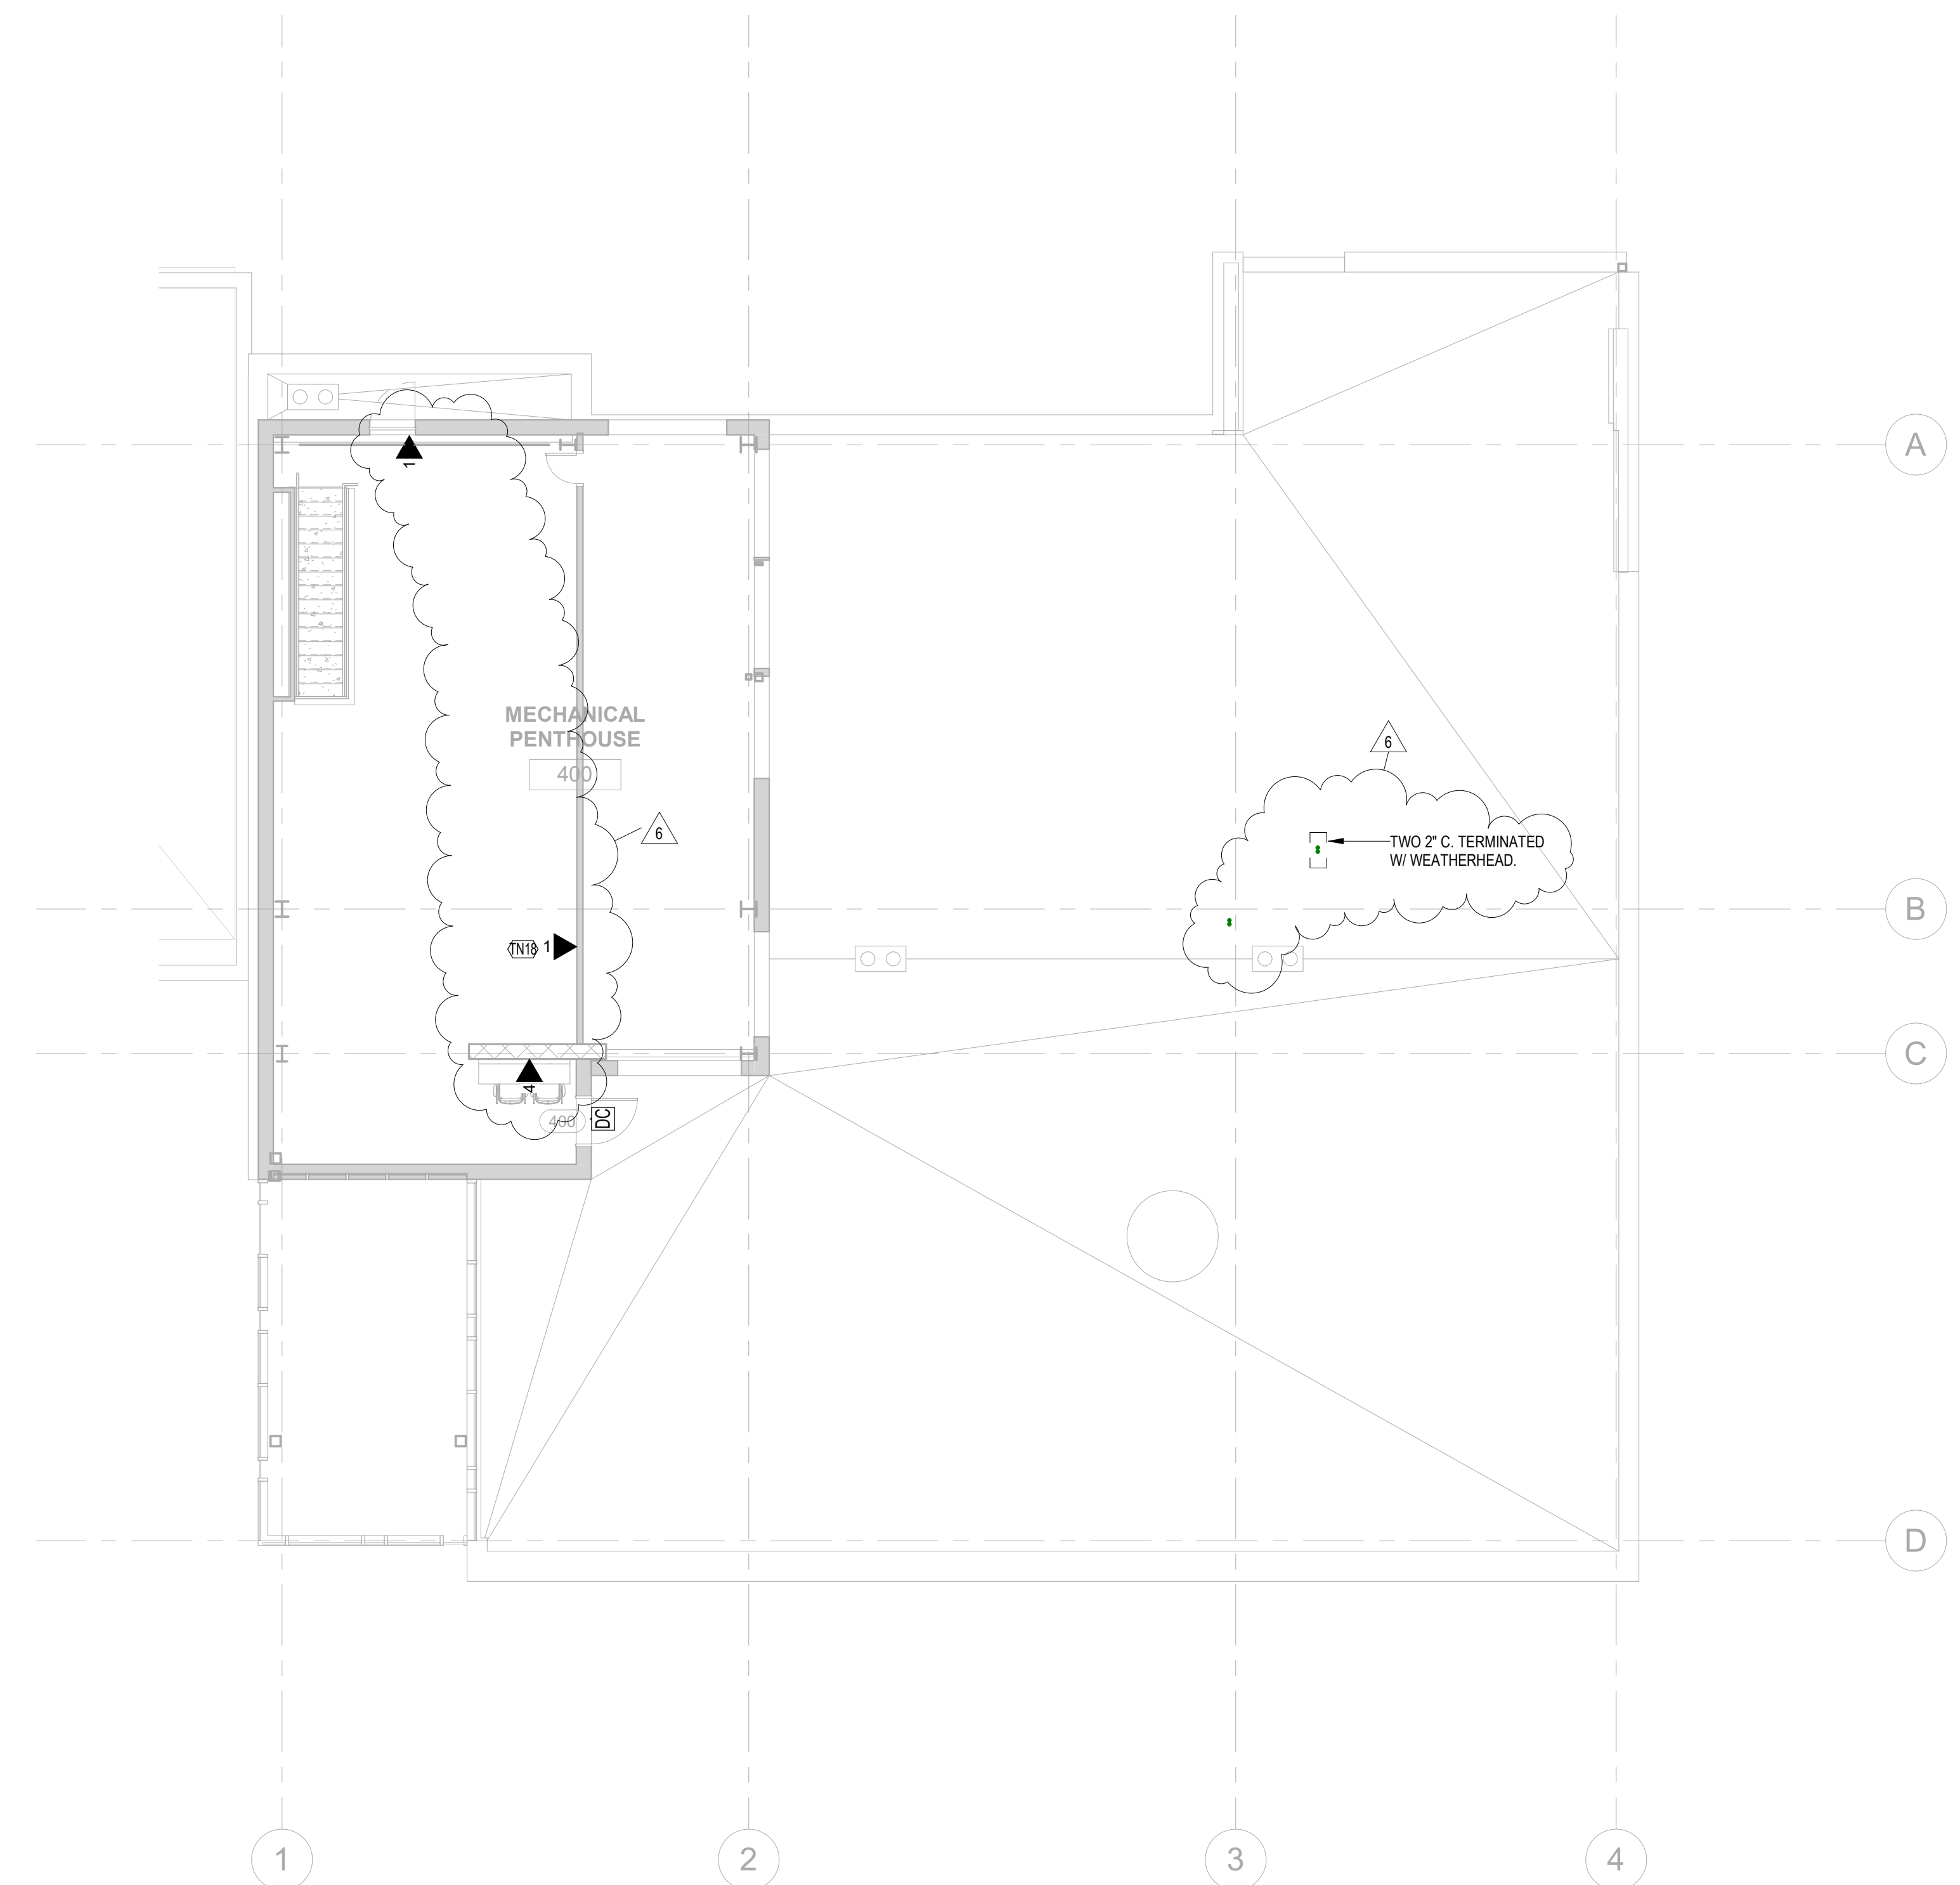 A
1
MECHANICAL
PENTHOUSE
400
6
6
TWO 2" C. TERMINATED
W/ WEATHERHEAD.
B
TN18 1
C
4
400
DC
D
1
2
3
4